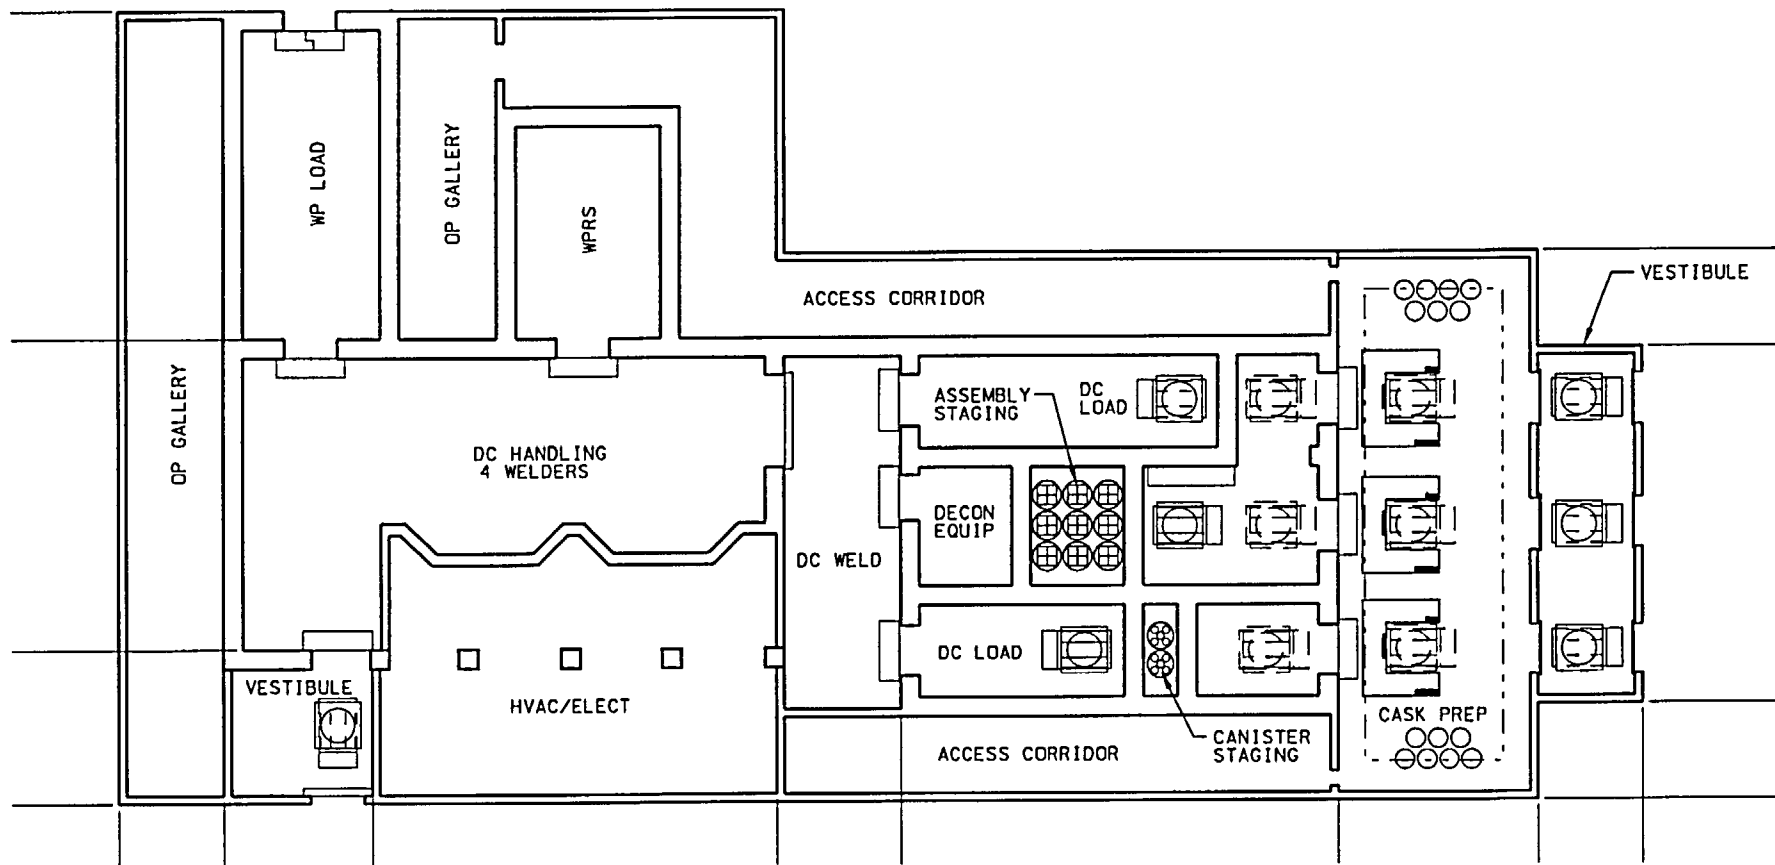 WP LOAD
OP GALLERY
WPRS
ACCESS CORRIDOR
VESTIBULE
OP GALLERY
ASSEMBLY
STAGING
DC
LOAD
DC HANDLING
4 WELDERS
DECON
EQUIP
DC WELD
DC LOAD
VESTIBULE
HVAC/ELECT
CASK PREP
CANISTER
STAGING
ACCESS CORRIDOR